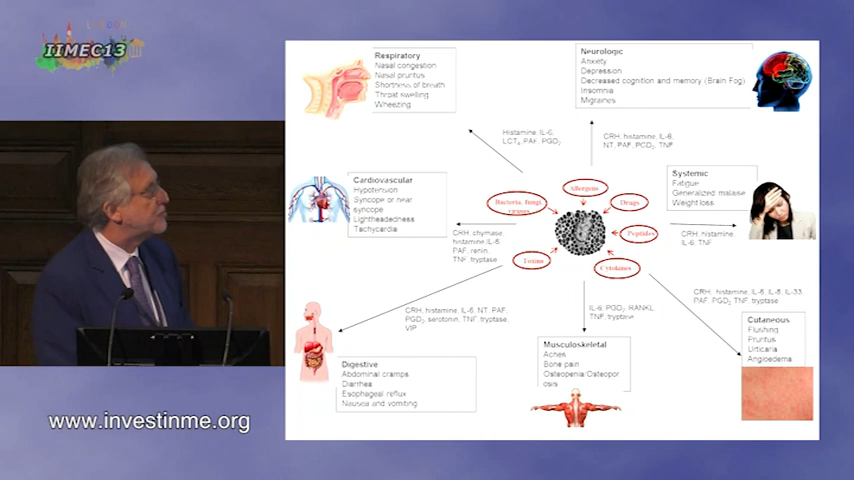 LONDON
IIMEC13
Respiratory
Nasal congestion
Nasal pruritus
Shortness of breath
Throat swelling
Wheezing
Neurologic
Anxiety
Depression
Decreased cognition and memory (Brain Fog)
Insomnia
Migraines
Histamine, IL-6,
LCT4, PAF, PGD2
CRH, histamine, IL-6,
NT, PAF, PGD2, TNF
Cardiovascular
Hypotension
Syncope or near
syncope
Lightheadedness
Tachycardia
Systemic
Fatigue
Generalized malaise
Weight loss
Allergens
Bacteria, fungi,
viruses
Drugs
Peptides
Toxins
Cytokines
CRH, chymase,
histamine, IL-6,
PAF, renin,
TNF, tryptase
CRH, histamine,
IL-6, TNF
CRH, histamine, IL-6, IL-8, IL-33,
PAF, PGD2, TNF, tryptase
CRH, histamine, IL-6, NT, PAF,
PGD2, serotonin, TNF, tryptase,
VIP
IL-6, PGD2, RANKL,
TNF, tryptase
Cutaneous
Flushing
Pruritus
Urticaria
Angioedema
Musculoskeletal
Aches
Bone pain
Osteopenia/Osteopor
osis
Digestive
Abdominal cramps
Diarrhea
Esophageal reflux
Nausea and vomiting
www.investinme.org